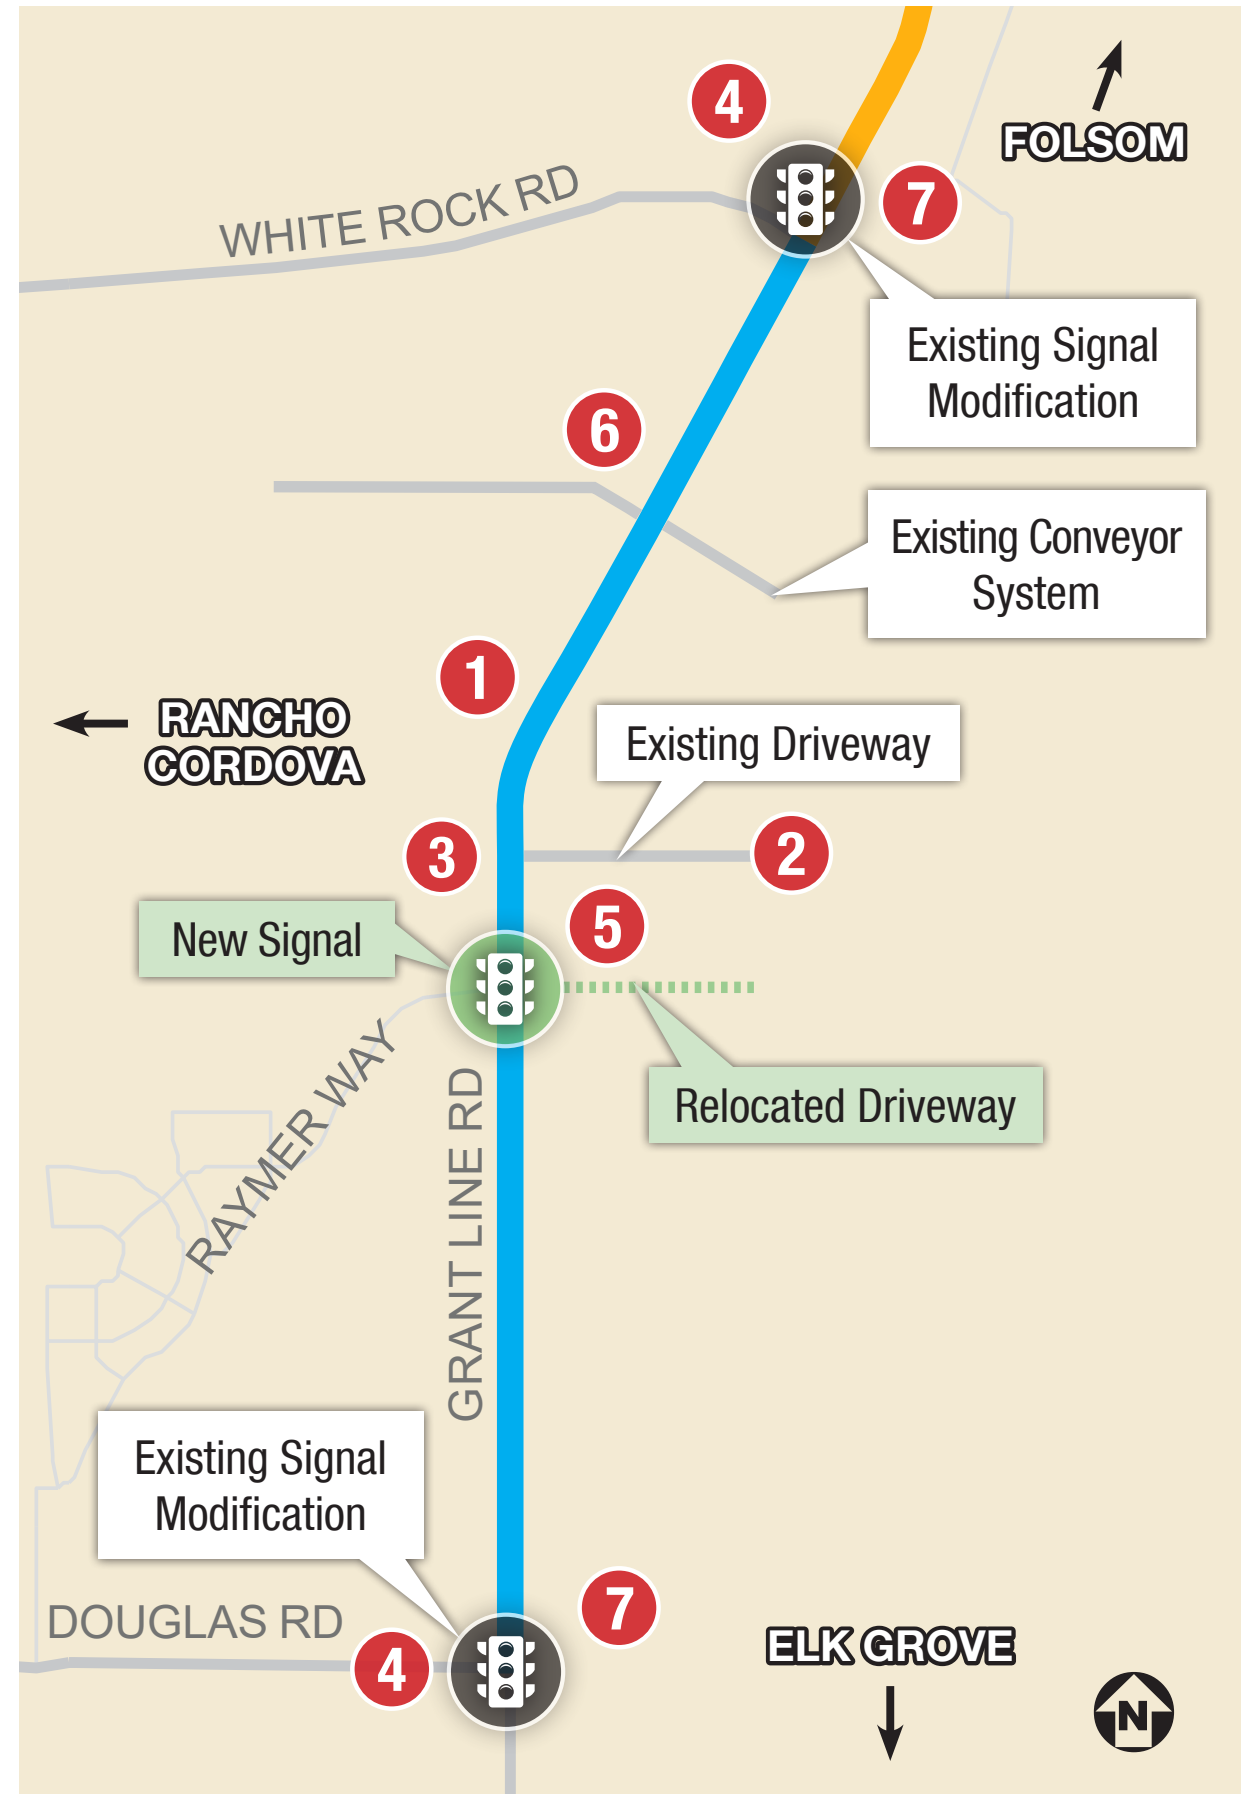 4
FOLSOM
7
WHITE ROCK RD
Existing Signal
Modification
6
Existing Conveyor
System
1
RANCHO
CORDOVA
Existing Driveway
3
2
New Signal
5
RAYMER WAY
Relocated Driveway
GRANT LINE RD
Existing Signal
Modification
7
DOUGLAS RD
4
ELK GROVE
N